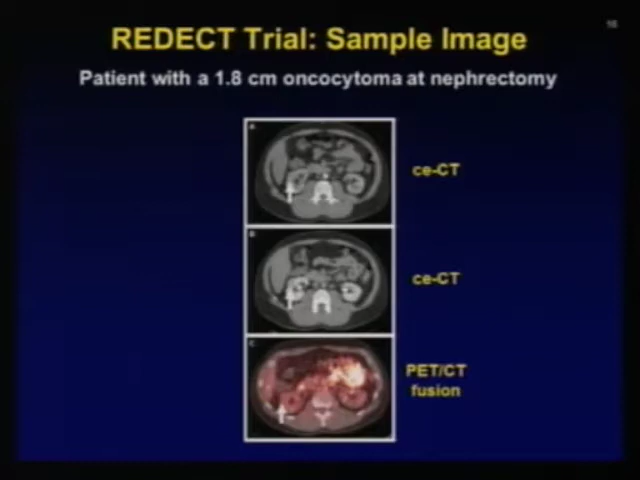 16
REDECT Trial: Sample Image
Patient with a 1.8 cm oncocytoma at nephrectomy
A
ce-CT
B
ce-CT
C
PET/CT
fusion